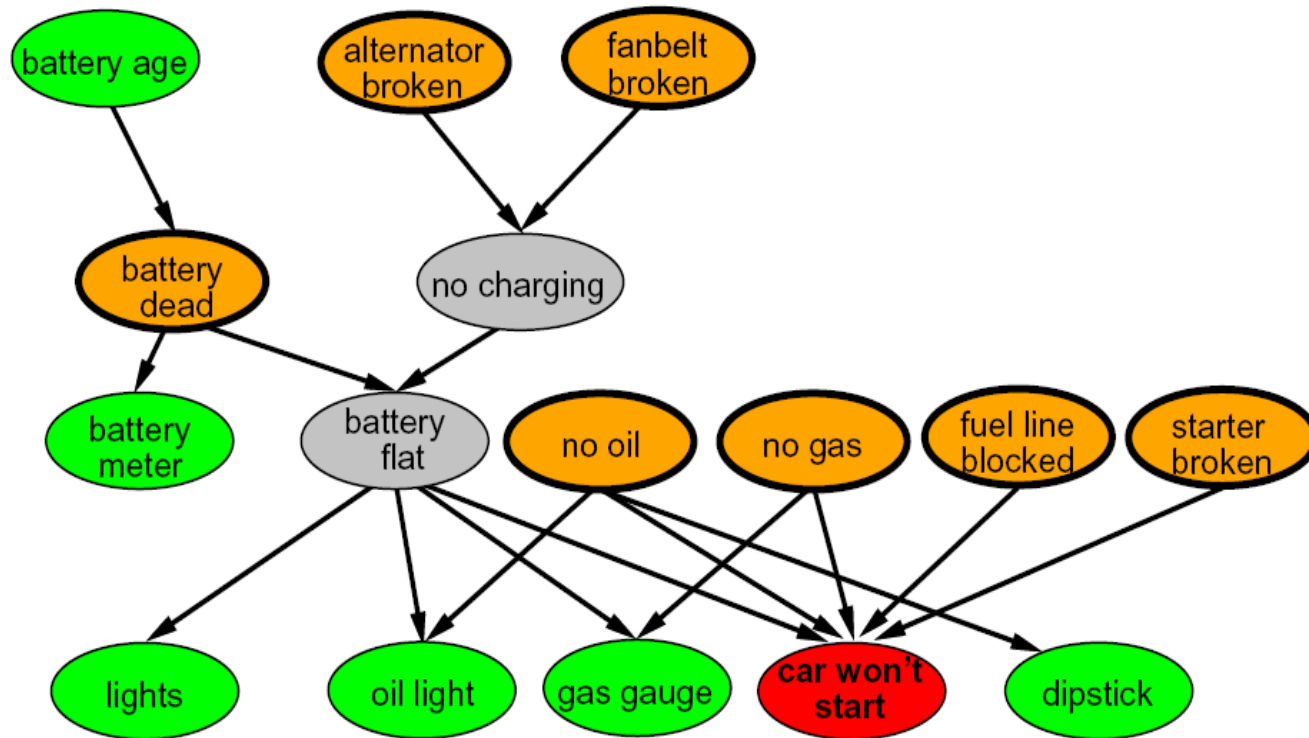 battery age
alternator
broken
fanbelt
broken
battery
dead
no charging
battery
meter
battery
flat
no oil
no gas
fuel line
blocked
starter
broken
lights
oil light
gas gauge
car won't
start
dipstick